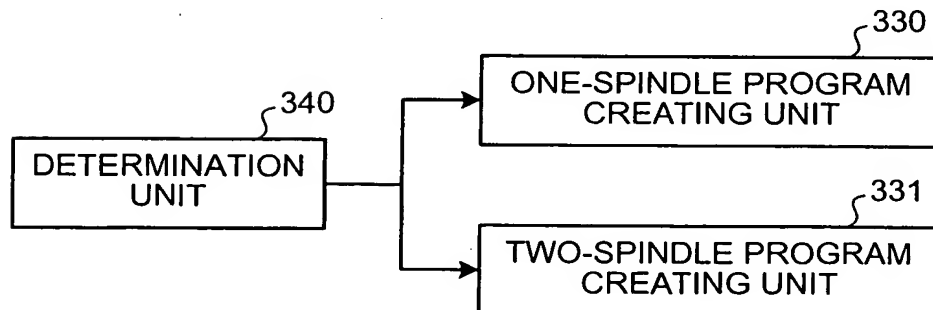 330
ONE-SPINDLE PROGRAM
CREATING UNIT
340
DETERMINATION
UNIT
331
TWO-SPINDLE PROGRAM
CREATING UNIT